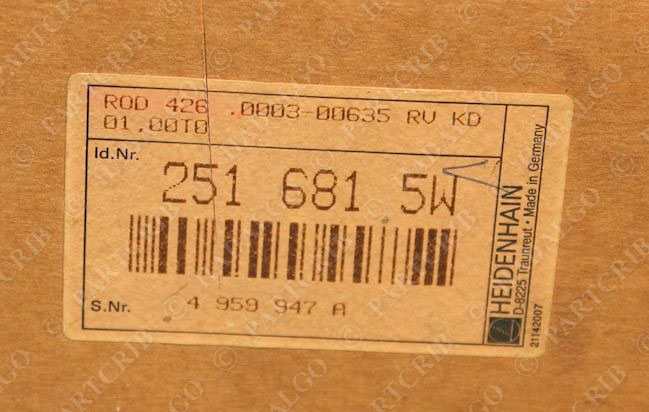 ROD 426 .0003-00635 RV KD
01,00T0
Id.Nr.
251 681 5W
S.Nr.
4 959 947 A
HEIDENHAIN
D-8225 Traunreut • Made in Germany
21142007
© PARTCRIB